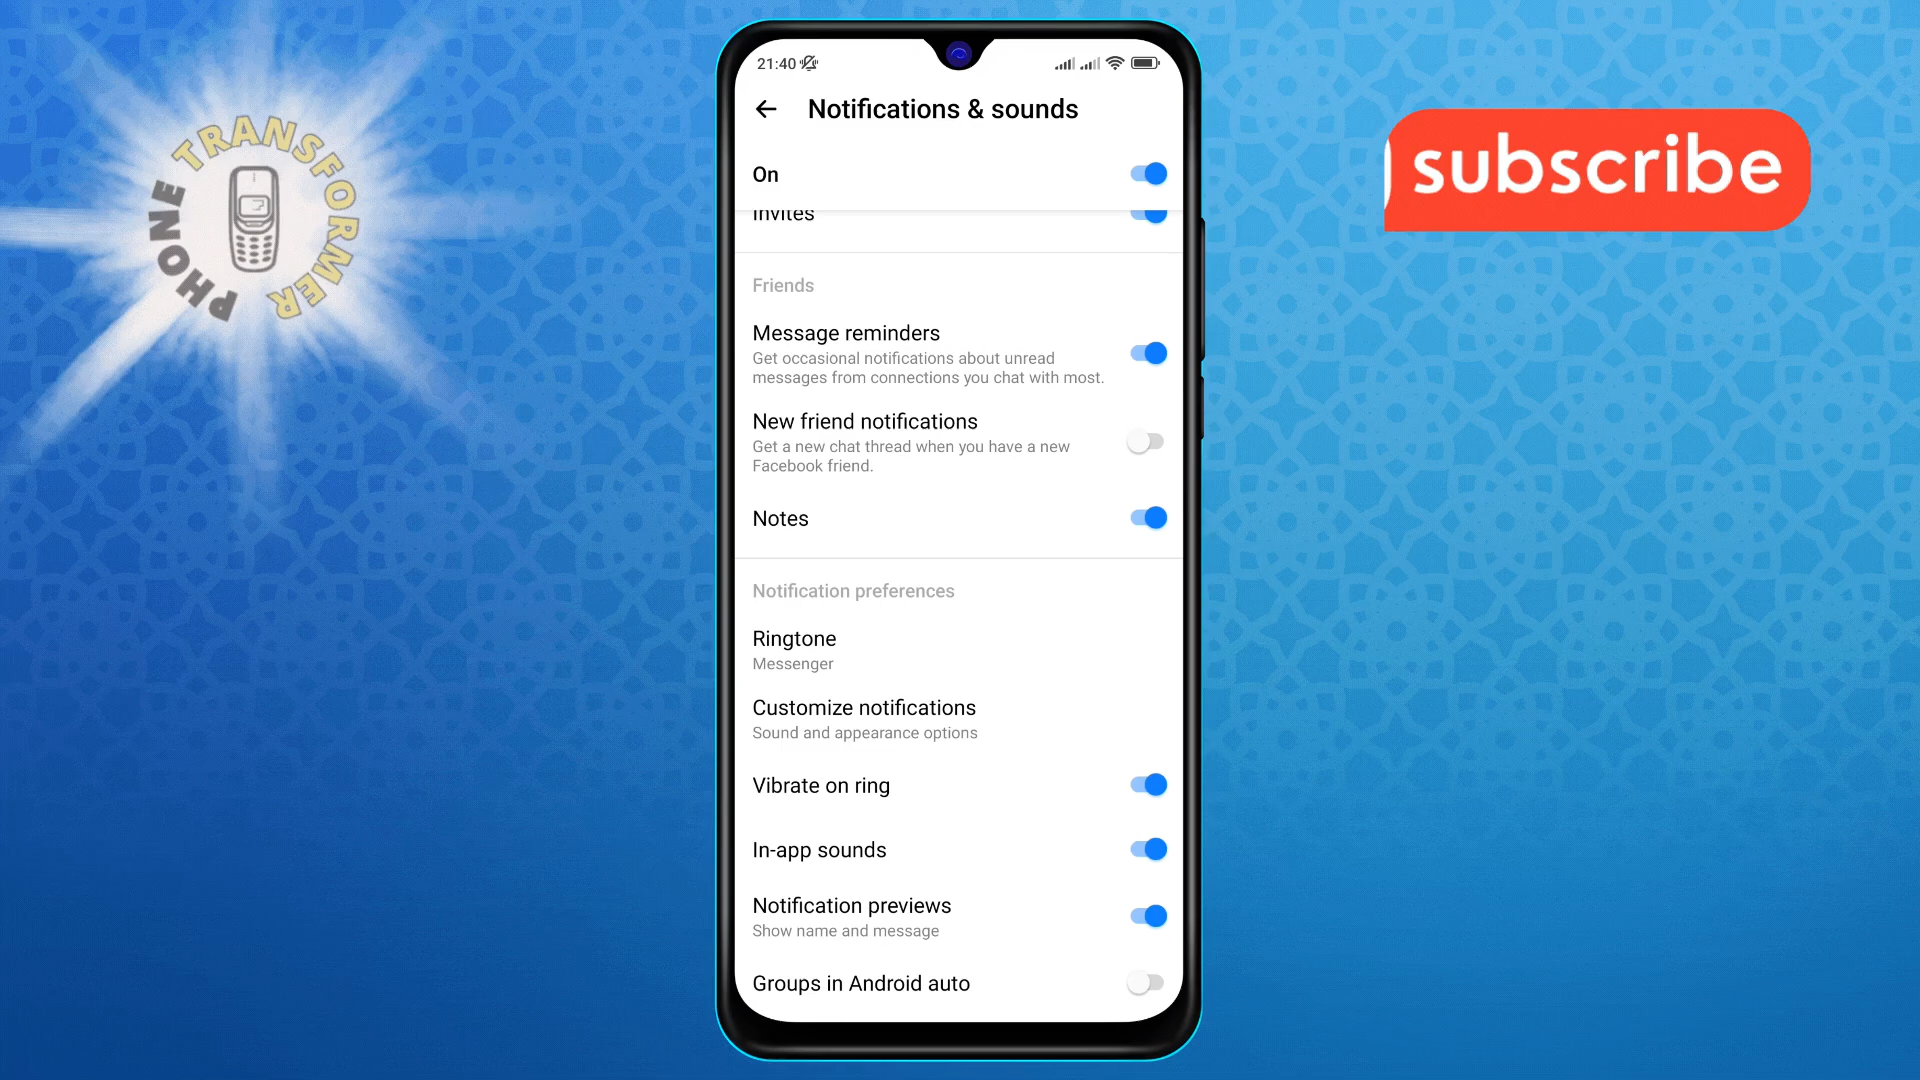 PHONE TRANSFORMER
21:40
Notifications & sounds
On
Invites
Friends
Message reminders
Get occasional notifications about unread
messages from connections you chat with most.
New friend notifications
Get a new chat thread when you have a new
Facebook friend.
Notes
Notification preferences
Ringtone
Messenger
Customize notifications
Sound and appearance options
Vibrate on ring
In-app sounds
Notification previews
Show name and message
Groups in Android auto
subscribe